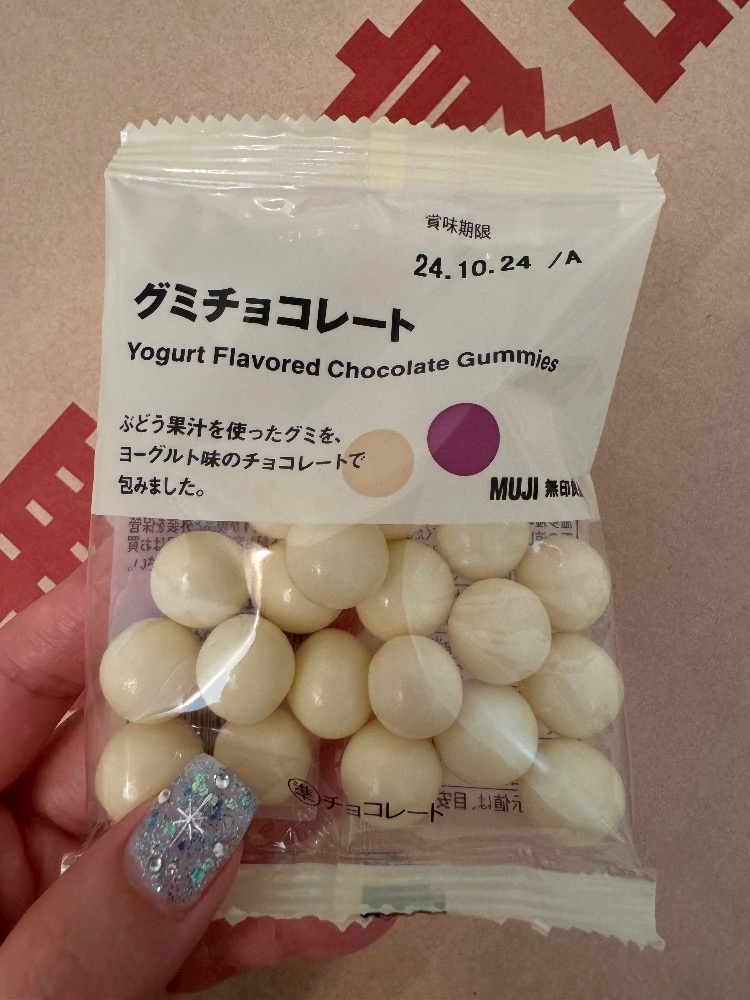 賞味期限
24.10.24 /A
グミチョコレート
Yogurt Flavored Chocolate Gummies
ぶどう果汁を使ったグミを、
ヨーグルト味のチョコレートで
包みました。
MUJI 無印良
準チョコレート